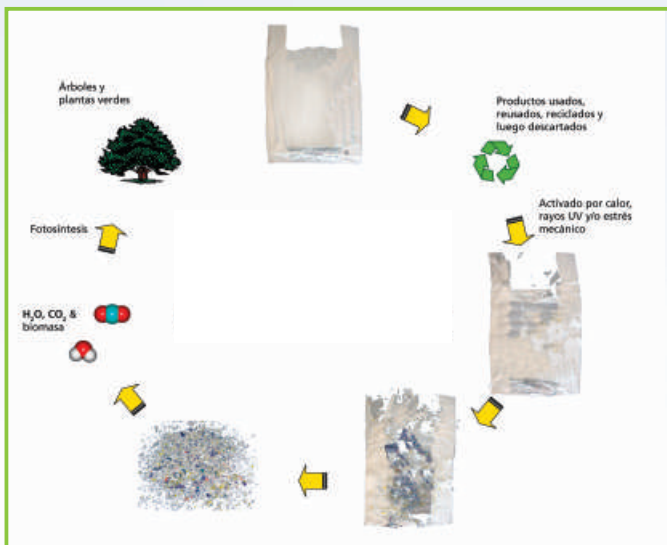 Árboles y
plantas verdes
Productos usados,
reusados, reciclados y
luego descartados
Activado por calor,
rayos UV y/o estrés
mecánico
Fotosíntesis
H₂O, CO₂ &
biomasa